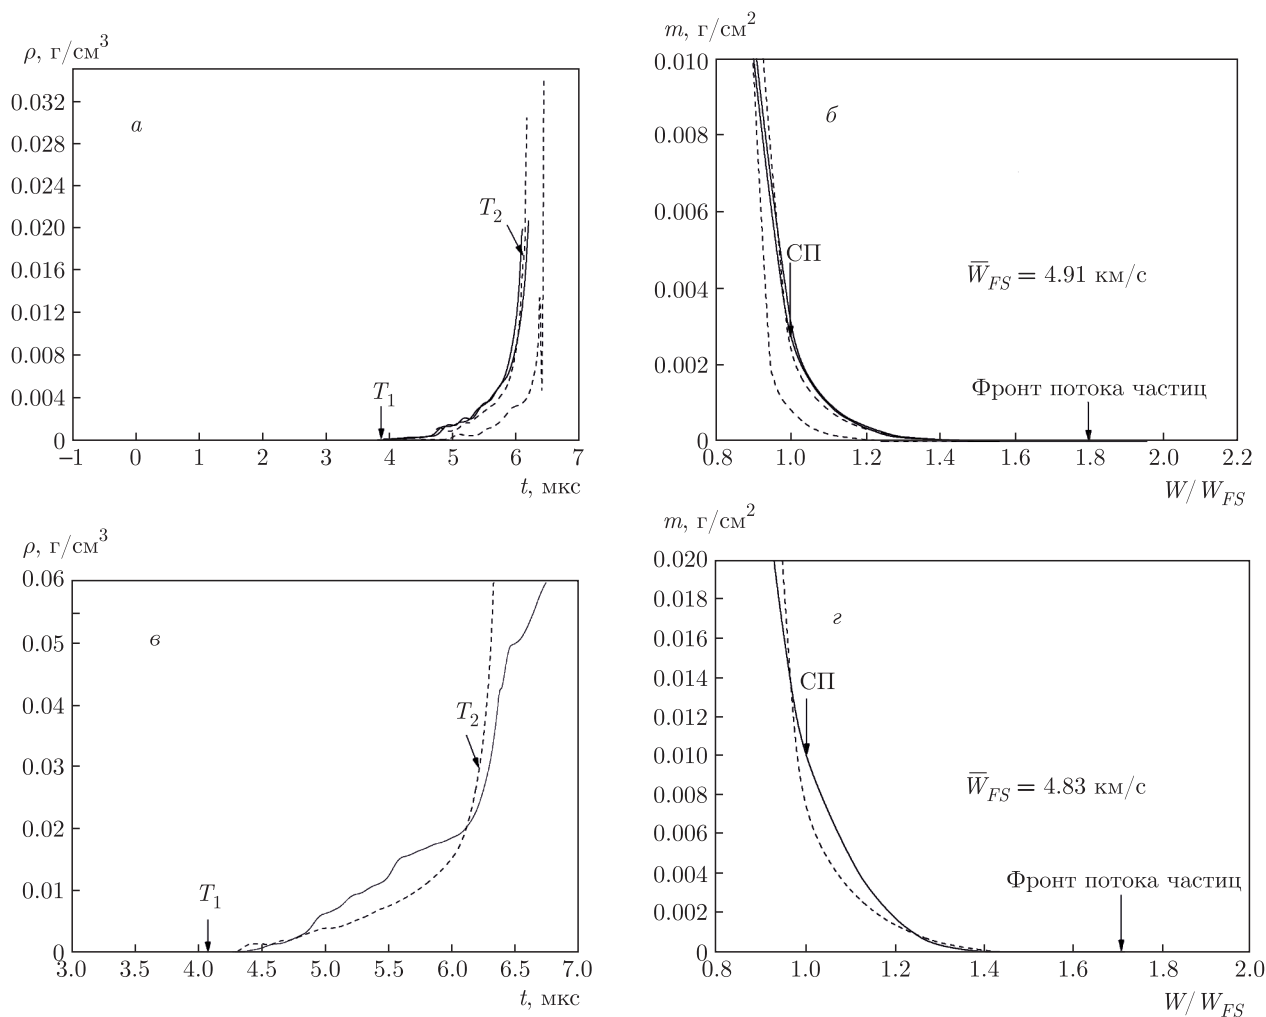 ρ, г/см³
0.032
0.028
0.024
0.020
0.016
0.012
0.008
0.004
0
−1 0 1 2 3 4 5 6 7
t, мкс
а
T₁
T₂
m, г/см²
0.010
0.008
0.006
0.004
0.002
0
0.8 1.0 1.2 1.4 1.6 1.8 2.0 2.2
W/W_FS
б
СП
W̅_FS = 4.91 км/с
Фронт потока частиц
ρ, г/см³
0.06
0.05
0.04
0.03
0.02
0.01
0
3.0 3.5 4.0 4.5 5.0 5.5 6.0 6.5 7.0
t, мкс
в
T₂
T₁
m, г/см²
0.020
0.018
0.016
0.014
0.012
0.010
0.008
0.006
0.004
0.002
0
0.8 1.0 1.2 1.4 1.6 1.8 2.0
W/W_FS
г
СП
W̅_FS = 4.83 км/с
Фронт потока частиц